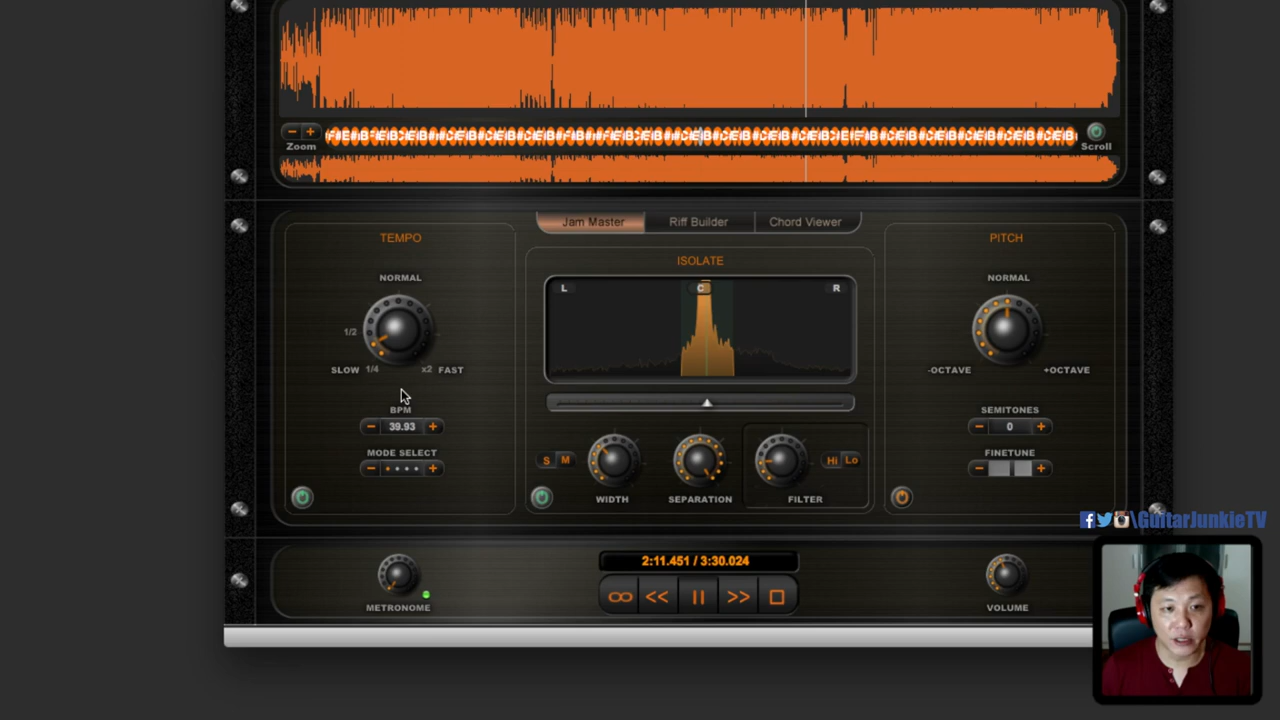 Zoom
Scroll
Jam Master
Riff Builder
Chord Viewer
TEMPO
NORMAL
1/2
SLOW 1/4
x2 FAST
BPM
39.93
MODE SELECT
ISOLATE
L
C
R
S M
WIDTH
SEPARATION
FILTER
Hi Lo
PITCH
NORMAL
-OCTAVE
+OCTAVE
SEMITONES
0
FINETUNE
\GuitarJunkieTV
METRONOME
2:11.451 / 3:30.024
VOLUME